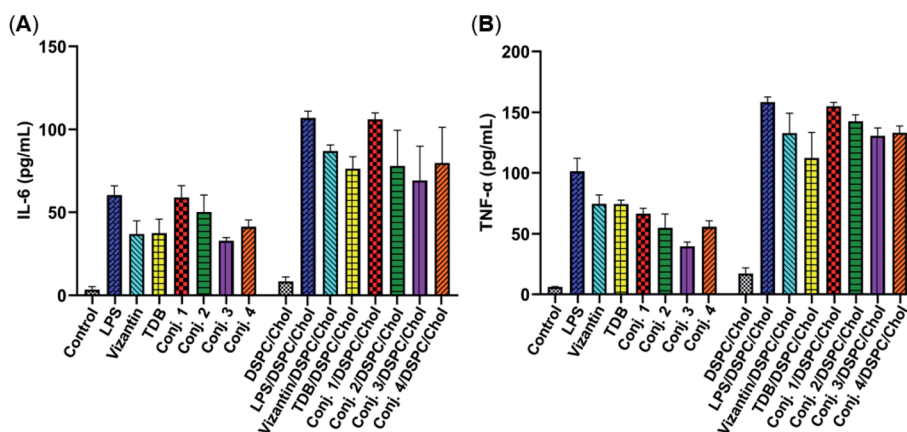 (A)
IL-6 (pg/mL)
150
100
50
0
Control
LPS
Vizantin
TDB
Conj. 1
Conj. 2
Conj. 3
Conj. 4
DSPC/Chol
LPS/DSPC/Chol
Vizantin/DSPC/Chol
TDB/DSPC/Chol
Conj. 1/DSPC/Chol
Conj. 2/DSPC/Chol
Conj. 3/DSPC/Chol
Conj. 4/DSPC/Chol
(B)
TNF-α (pg/mL)
200
150
100
50
0
Control
LPS
Vizantin
TDB
Conj. 1
Conj. 2
Conj. 3
Conj. 4
DSPC/Chol
LPS/DSPC/Chol
Vizantin/DSPC/Chol
TDB/DSPC/Chol
Conj. 1/DSPC/Chol
Conj. 2/DSPC/Chol
Conj. 3/DSPC/Chol
Conj. 4/DSPC/Chol